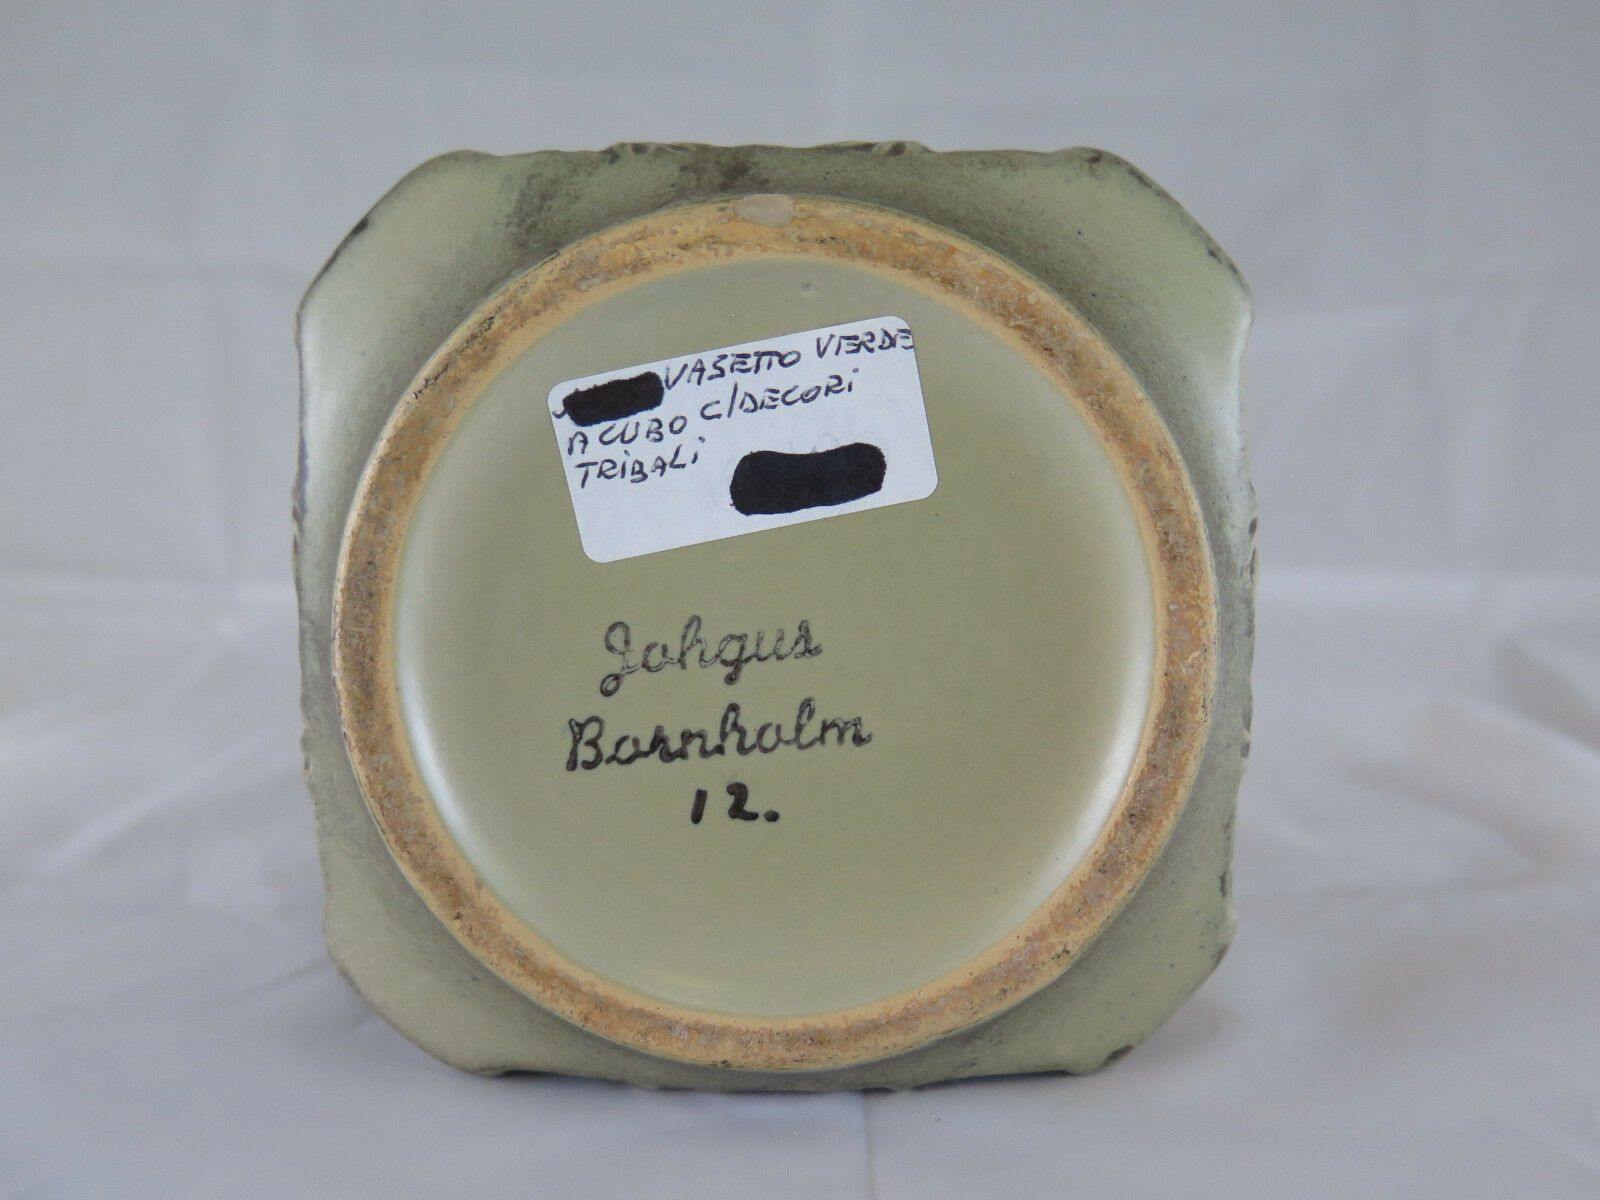 VASETTO VERDE
A CUBO C/DECORI
TRIBALI
Johgus
Bornholm
12.